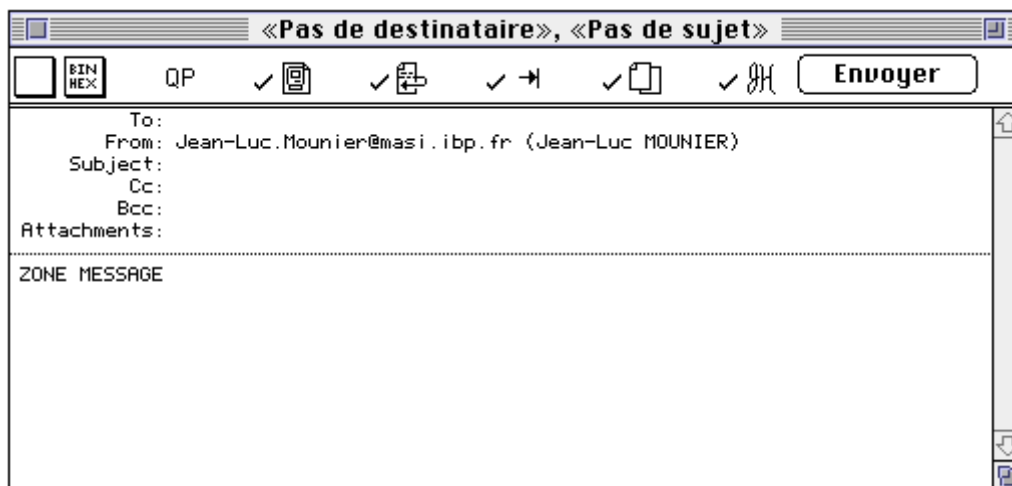 «Pas de destinataire», «Pas de sujet»
BIN HEX QP Envoyer
To:
From: Jean-Luc.Mounier@masi.ibp.fr (Jean-Luc MOUNIER)
Subject:
Cc:
Bcc:
Attachments:
ZONE MESSAGE